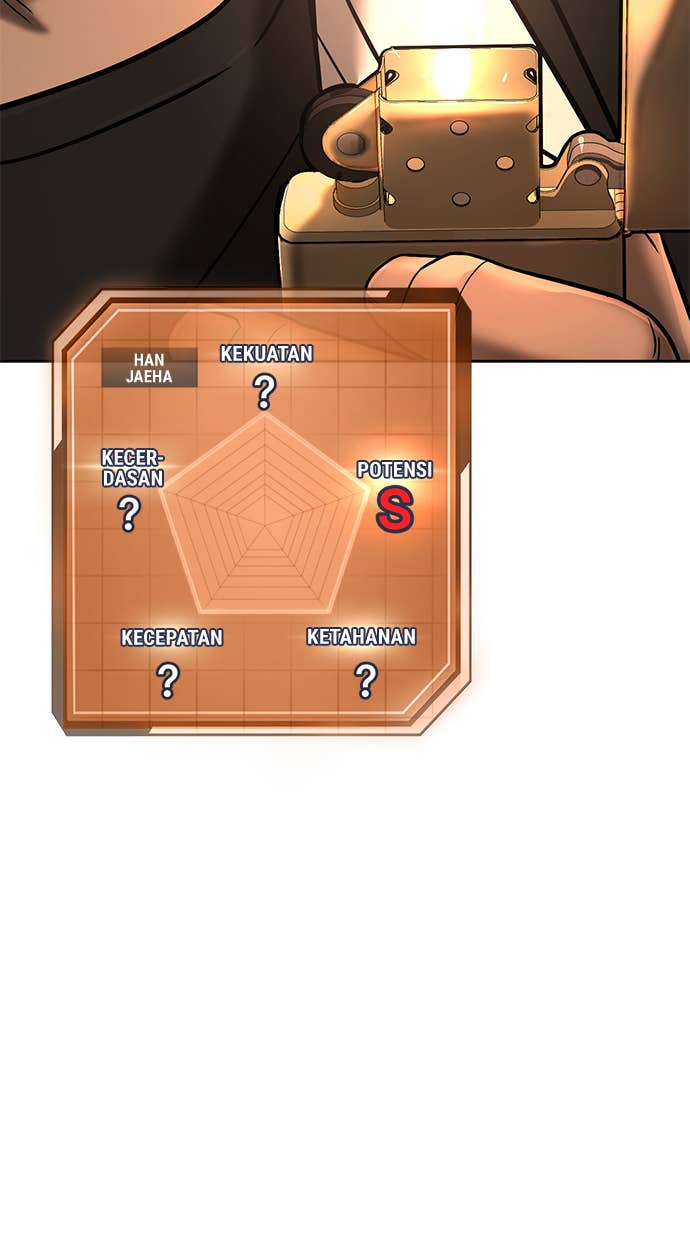 HAN
JAEHA
KEKUATAN
?
KECER-
DASAN
?
POTENSI
S
KECEPATAN
?
KETAHANAN
?